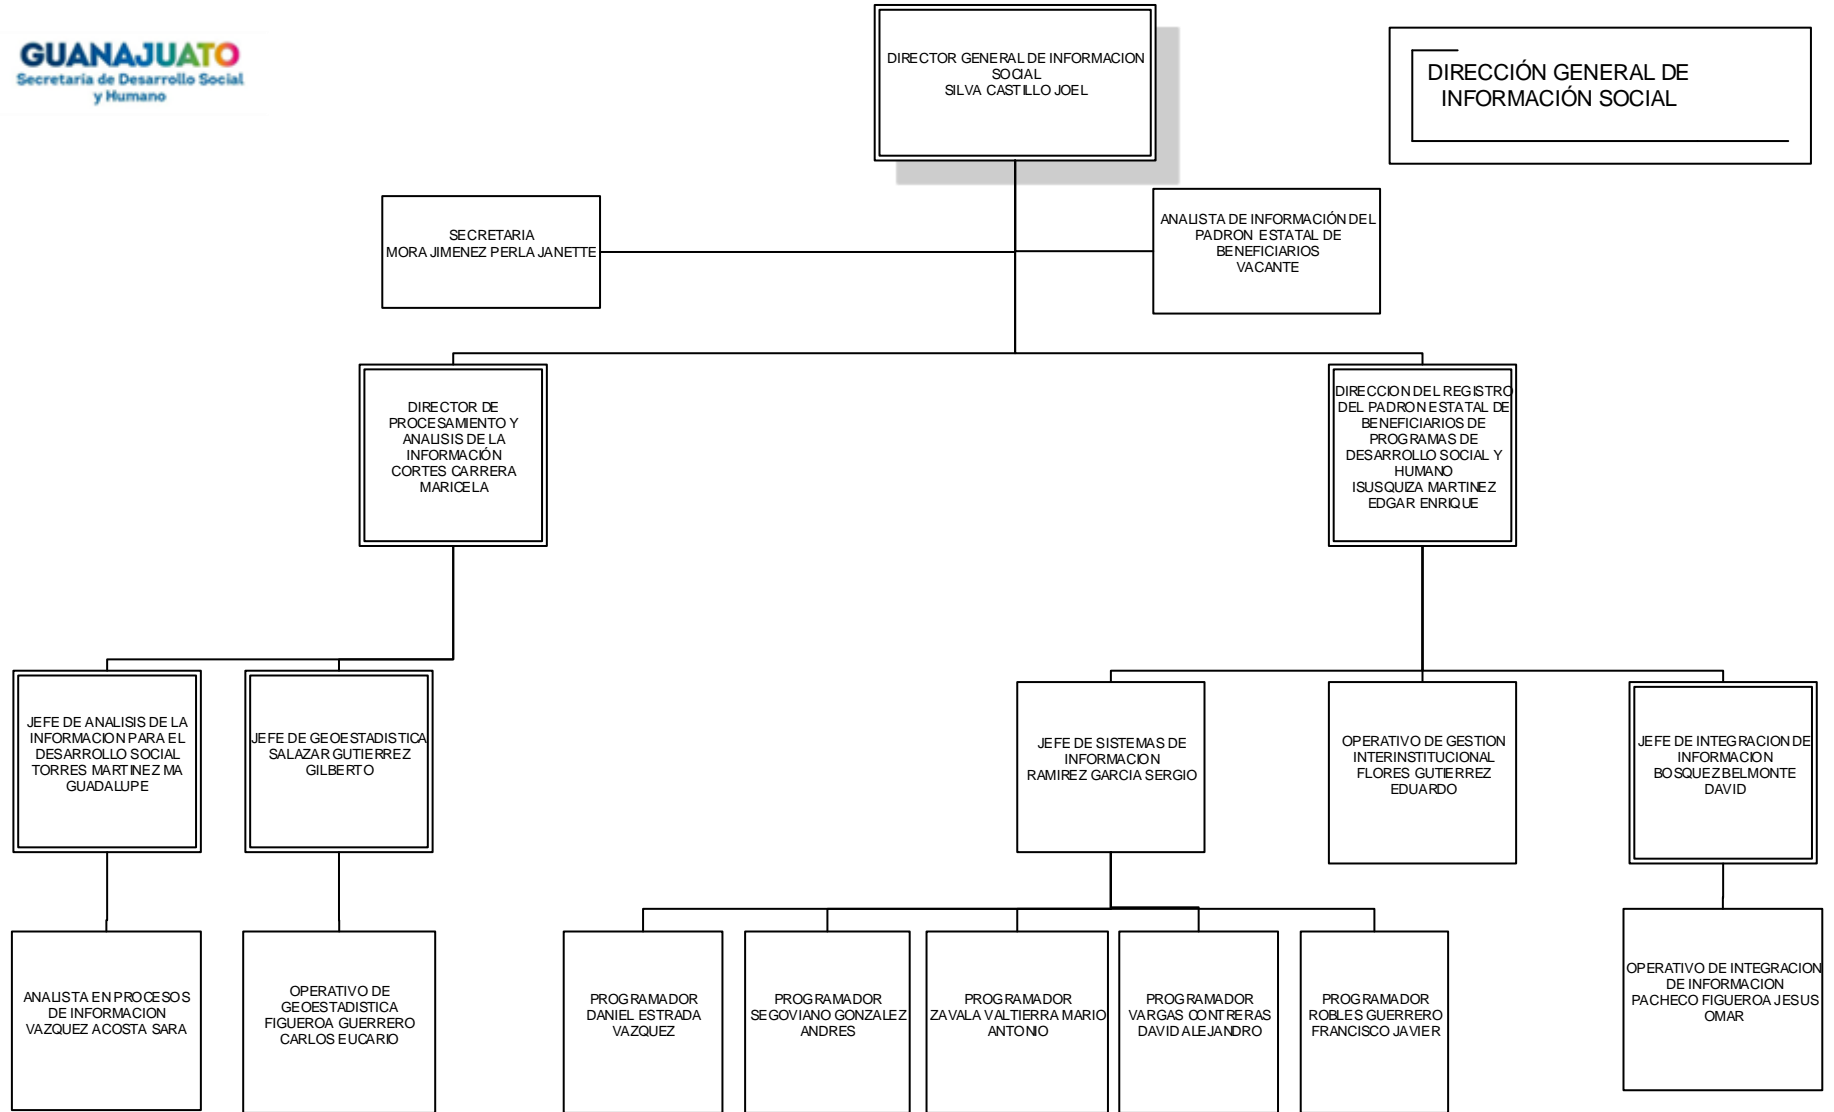 GUANAJUATO
Secretaría de Desarrollo Social
y Humano
DIRECTOR GENERAL DE INFORMACION
SOCIAL
SILVA CASTILLO JOEL
DIRECCIÓN GENERAL DE
INFORMACIÓN SOCIAL
SECRETARIA
MORA JIMENEZ PERLA JANETTE
ANALISTA DE INFORMACIÓN DEL
PADRON ESTATAL DE
BENEFICIARIOS
VACANTE
DIRECTOR DE
PROCESAMIENTO Y
ANALISIS DE LA
INFORMACIÓN
CORTES CARRERA
MARICELA
DIRECCION DEL REGISTRO
DEL PADRON ESTATAL DE
BENEFICIARIOS DE
PROGRAMAS DE
DESARROLLO SOCIAL Y
HUMANO
ISUSQUIZA MARTINEZ
EDGAR ENRIQUE
JEFE DE ANALISIS DE LA
INFORMACION PARA EL
DESARROLLO SOCIAL
TORRES MARTINEZ MA
GUADALUPE
JEFE DE GEOESTADISTICA
SALAZAR GUTIERREZ
GILBERTO
JEFE DE SISTEMAS DE
INFORMACION
RAMIREZ GARCIA SERGIO
OPERATIVO DE GESTION
INTERINSTITUCIONAL
FLORES GUTIERREZ
EDUARDO
JEFE DE INTEGRACION DE
INFORMACION
BOSQUEZ BELMONTE
DAVID
ANALISTA EN PROCESOS
DE INFORMACION
VAZQUEZ ACOSTA SARA
OPERATIVO DE
GEOESTADISTICA
FIGUEROA GUERRERO
CARLOS EUCARIO
PROGRAMADOR
DANIEL ESTRADA
VAZQUEZ
PROGRAMADOR
SEGOVIANO GONZALEZ
ANDRES
PROGRAMADOR
ZAVALA VALTIERRA MARIO
ANTONIO
PROGRAMADOR
VARGAS CONTRERAS
DAVID ALEJANDRO
PROGRAMADOR
ROBLES GUERRERO
FRANCISCO JAVIER
OPERATIVO DE INTEGRACION
DE INFORMACION
PACHECO FIGUEROA JESUS
OMAR